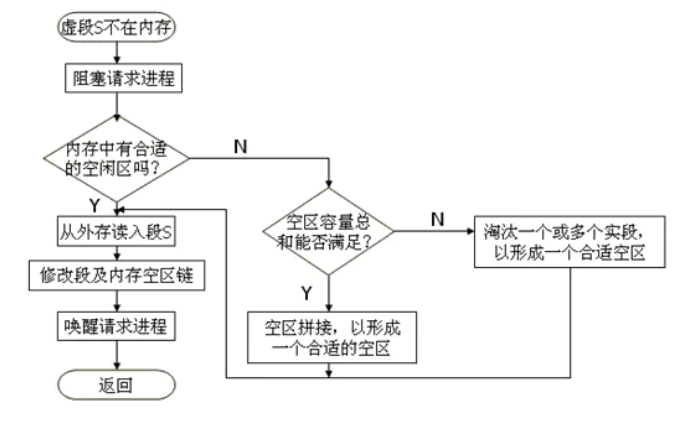 虚段S不在内存
阻塞请求进程
内存中有合适
的空闲区吗？
N
Y
从外存读入段S
修改段及内存空区链
唤醒请求进程
返回
空区容量总
和能否满足？
N
Y
淘汰一个或多个实段，
以形成一个合适空区
空区拼接，以形成
一个合适的空区